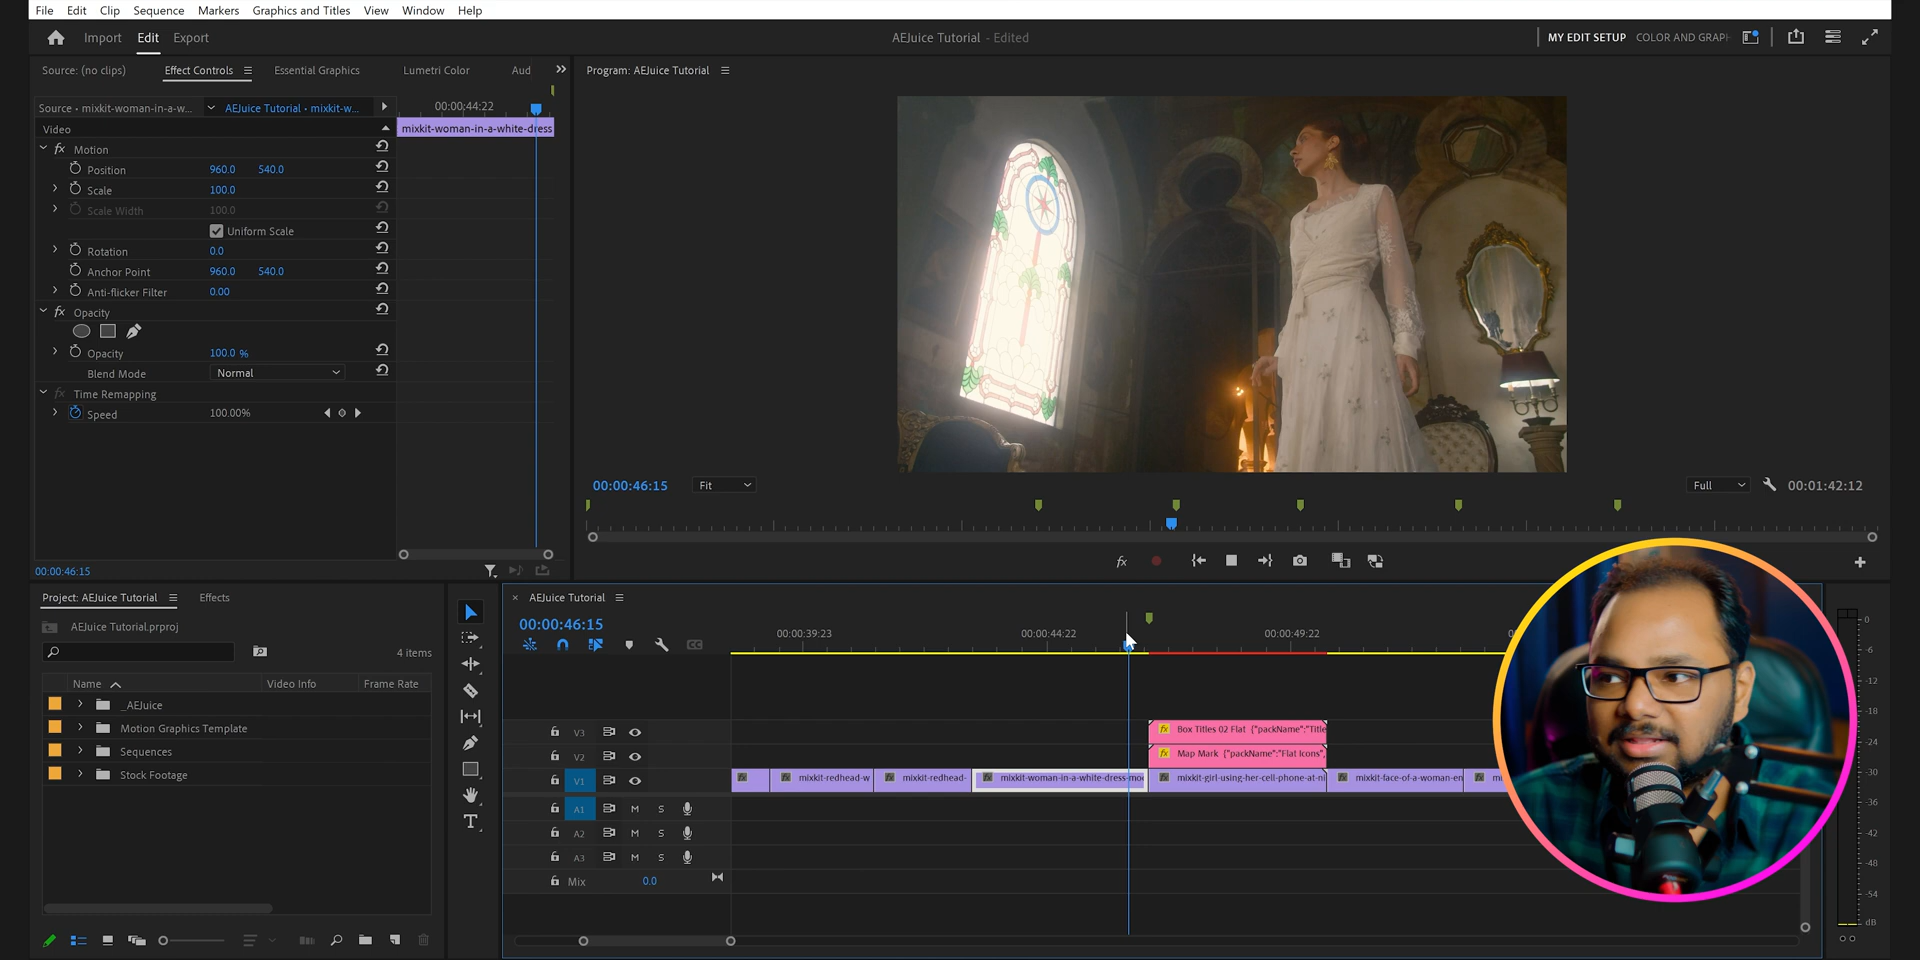 File Edit Clip Sequence Markers Graphics and Titles View Window Help
Import Edit Export AEJuice Tutorial - Edited MY EDIT SETUP COLOR AND GRAPH
Source: (no clips) Effect Controls Essential Graphics Lumetri Color Aud Program: AEJuice Tutorial
Source • mixkit-woman-in-a-w... AEJuice Tutorial • mixkit-w... 00:00:44:22
Video mixkit-woman-in-a-white-dress
fx Motion
Position 960.0 540.0
Scale 100.0
Scale Width 100.0
Uniform Scale
Rotation 0.0
Anchor Point 960.0 540.0
Anti-flicker Filter 0.00
fx Opacity
Opacity 100.0 %
Blend Mode Normal
fx Time Remapping
Speed 100.00%
00:00:46:15 Fit Full 00:01:42:12
fx
00:00:46:15
Project: AEJuice Tutorial Effects
AEJuice Tutorial.prproj
4 items
Name Video Info Frame Rate
_AEJuice
Motion Graphics Template
Sequences
Stock Footage
AEJuice Tutorial
00:00:46:15
00:00:39:23 00:00:44:22 00:00:49:22
V3 fx Box Titles 02 Flat {"packName":"Title
V2 fx Map Mark {"packName":"Flat Icons",
V1 mixkit-redhead-w mixkit-redhead- mixkit-woman-in-a-white-dress-mo mixkit-girl-using-her-cell-phone-at-ni mixkit-face-of-a-woman-en
A1 M S
A2 M S
A3 M S
Mix 0.0
0
-6
-12
-18
-24
-30
-36
-42
-48
-54
dB